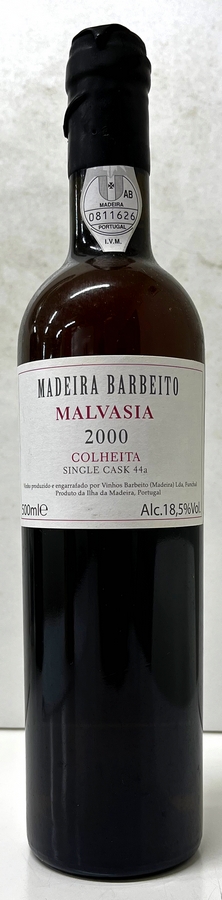 AB
MADEIRA
0811626
PORTUGAL
I.V.M.
MADEIRA BARBEITO
MALVASIA
2000
COLHEITA
SINGLE CASK 44a
produzido e engarrafado por Vinhos Barbeito (Madeira) Lda, Funchal
Produto da Ilha da Madeira, Portugal
500ml℮ Alc.18,5%Vol.